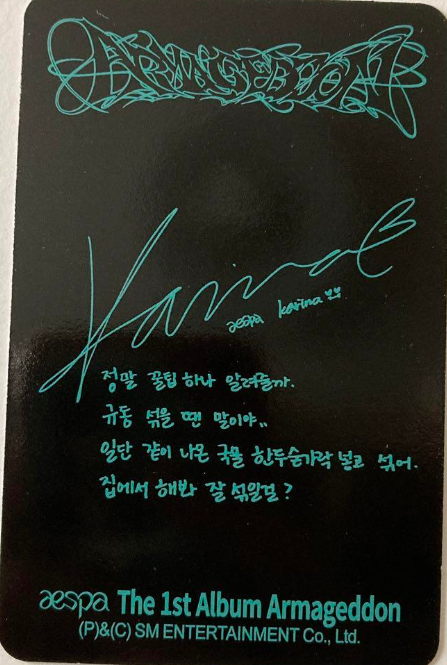 ARMAGEDDON
Karina
aespa karina
정말 꿀팁 하나 알려줄까.
규동 섞을 땐 말이야..
일단 같이 나온 국물 한두숟가락 넣고 섞어.
집에서 해봐 잘 섞일걸?
aespa The 1st Album Armageddon
(P)&(C) SM ENTERTAINMENT Co., Ltd.